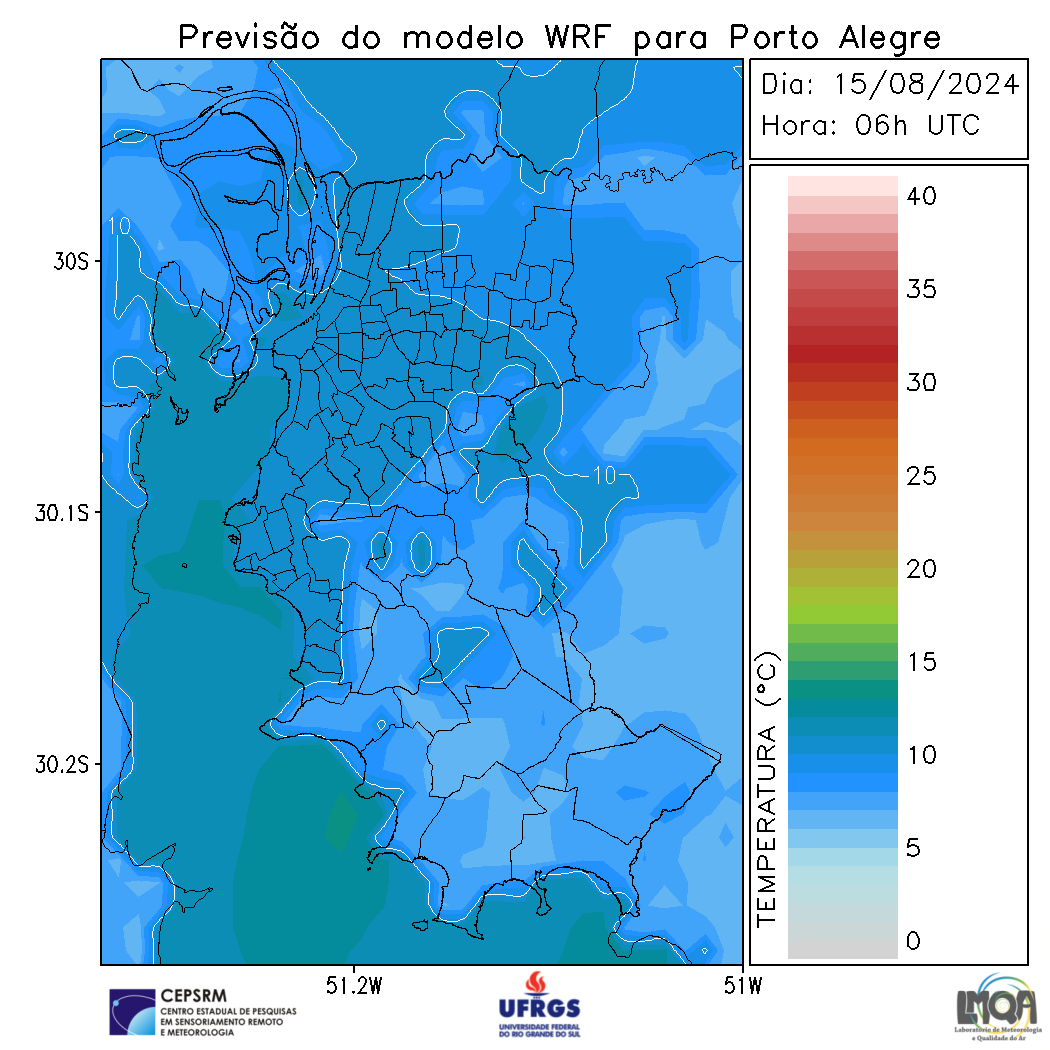 Previsão do modelo WRF para Porto Alegre
Dia: 15/08/2024
Hora: 06h UTC
40
35
30
25
20
15
10
5
0
TEMPERATURA (°C)
30S
30.1S
30.2S
51.2W
51W
10
10
CEPSRM
CENTRO ESTADUAL DE PESQUISAS
EM SENSORIAMENTO REMOTO
E METEOROLOGIA
UFRGS
UNIVERSIDADE FEDERAL
DO RIO GRANDE DO SUL
LMQA
Laboratório de Meteorologia
e Qualidade do Ar